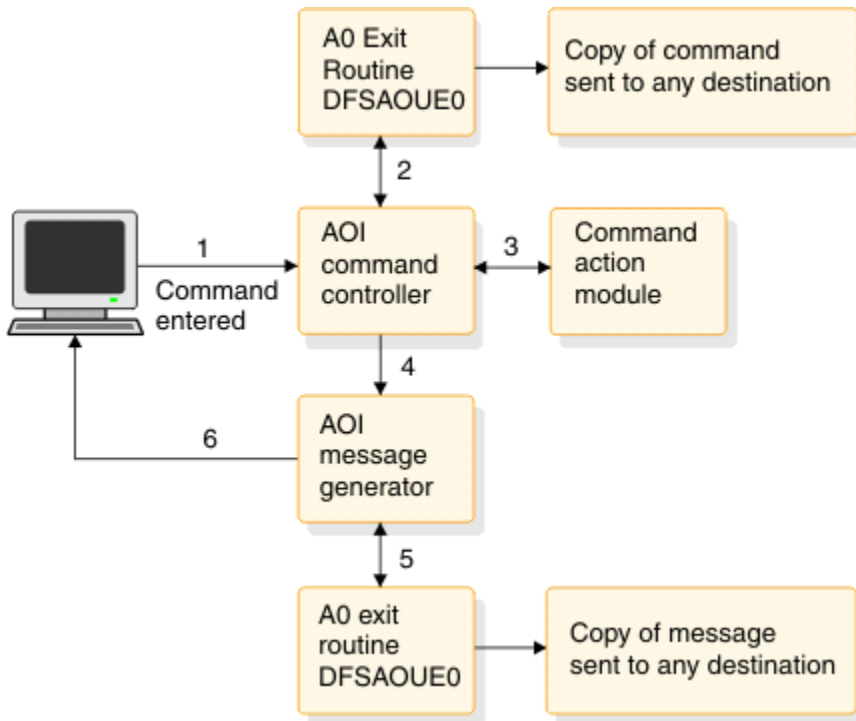 A0 Exit
Routine
DFSAOUE0
Copy of command
sent to any destination
2
1
Command
entered
AOI
command
controller
3
Command
action
module
4
6
AOI
message
generator
5
A0 exit
routine
DFSAOUE0
Copy of message
sent to any destination